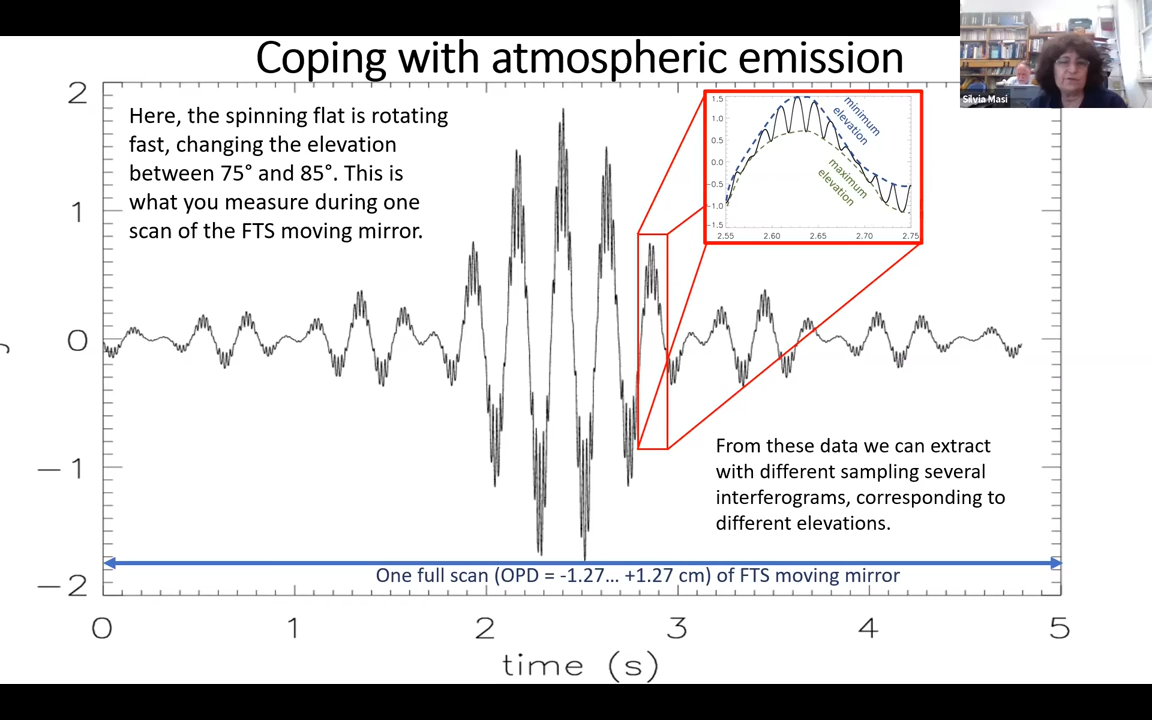 Coping with atmospheric emission
Silvia Masi
Here, the spinning flat is rotating
fast, changing the elevation
between 75° and 85°. This is
what you measure during one
scan of the FTS moving mirror.
1.5
1.0
0.5
0.0
−0.5
−1.0
−1.5
2.55
2.60
2.65
2.70
2.75
minimum
elevation
maximum
elevation
2
1
0
−1
−2
From these data we can extract
with different sampling several
interferograms, corresponding to
different elevations.
One full scan (OPD = -1.27... +1.27 cm) of FTS moving mirror
0
1
2
3
4
5
time (s)